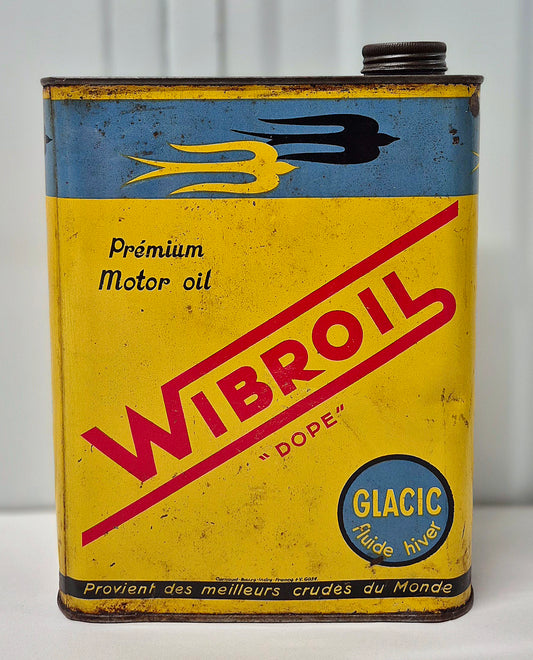 Prémium
Motor oil
WIBROIL
"DOPE"
GLACIC
fluide hiver
Provient des meilleurs crudes du Monde